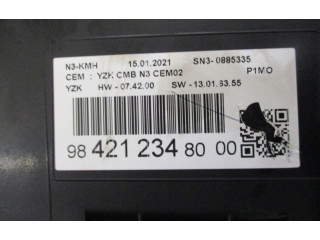 N3-KMH 15.01.2021 SN3-0885335
CEM : YZK CMB N3 CEM02 P1MO
YZK HW -07.42.00 SW -13.01.63.55
98 421 234 80 00